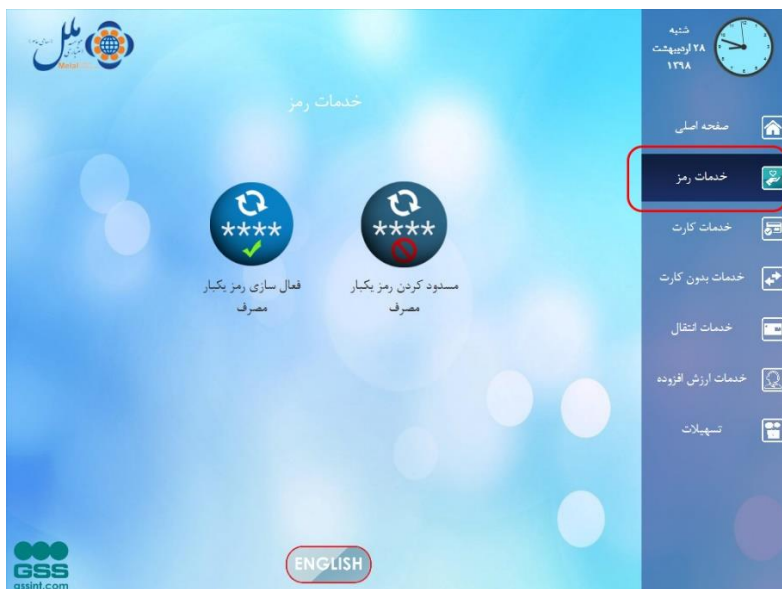 شنبه
۲۸ اردیبهشت
۱۳۹۸
ملل
Melal
خدمات رمز
صفحه اصلی
خدمات رمز
خدمات کارت
خدمات بدون کارت
خدمات انتقال
خدمات ارزش افزوده
تسهیلات
مسدود کردن رمز یکبار
مصرف
فعال سازی رمز یکبار
مصرف
ENGLISH
GSS
gssint.com